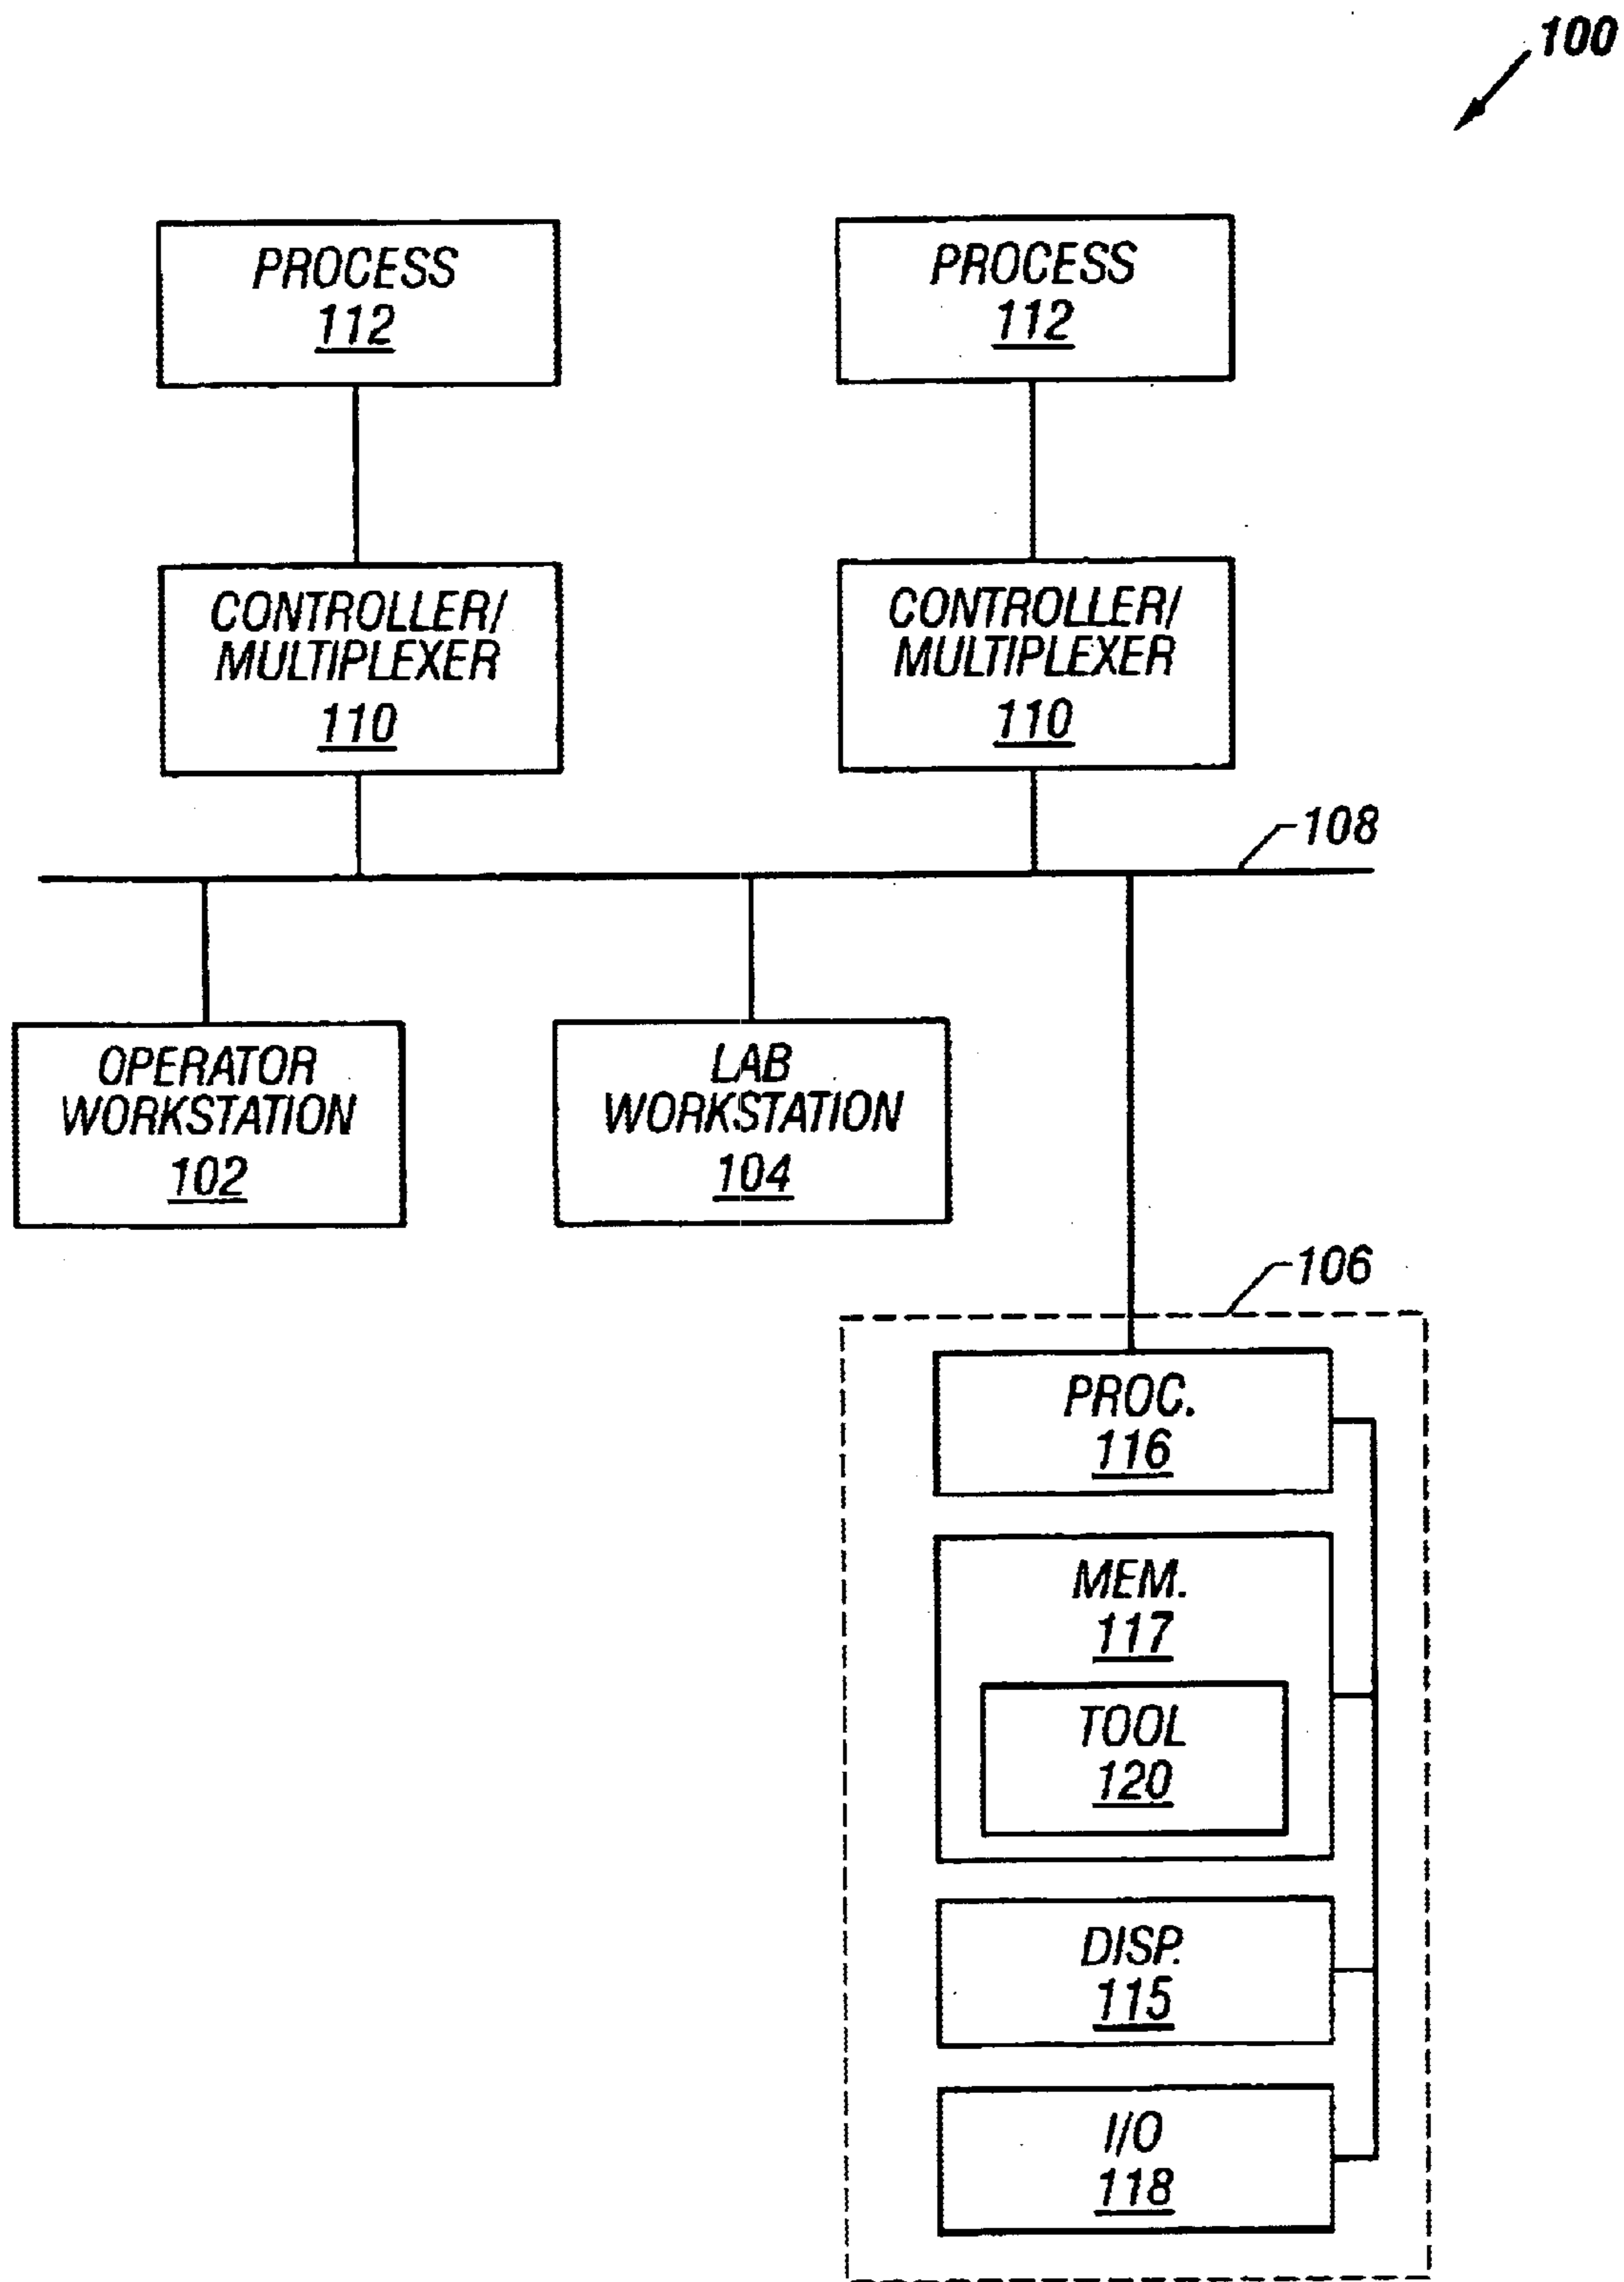 100
PROCESS
112
PROCESS
112
CONTROLLER/
MULTIPLEXER
110
CONTROLLER/
MULTIPLEXER
110
108
OPERATOR
WORKSTATION
102
LAB
WORKSTATION
104
106
PROC.
116
MEM.
117
TOOL
120
DISP.
115
I/O
118